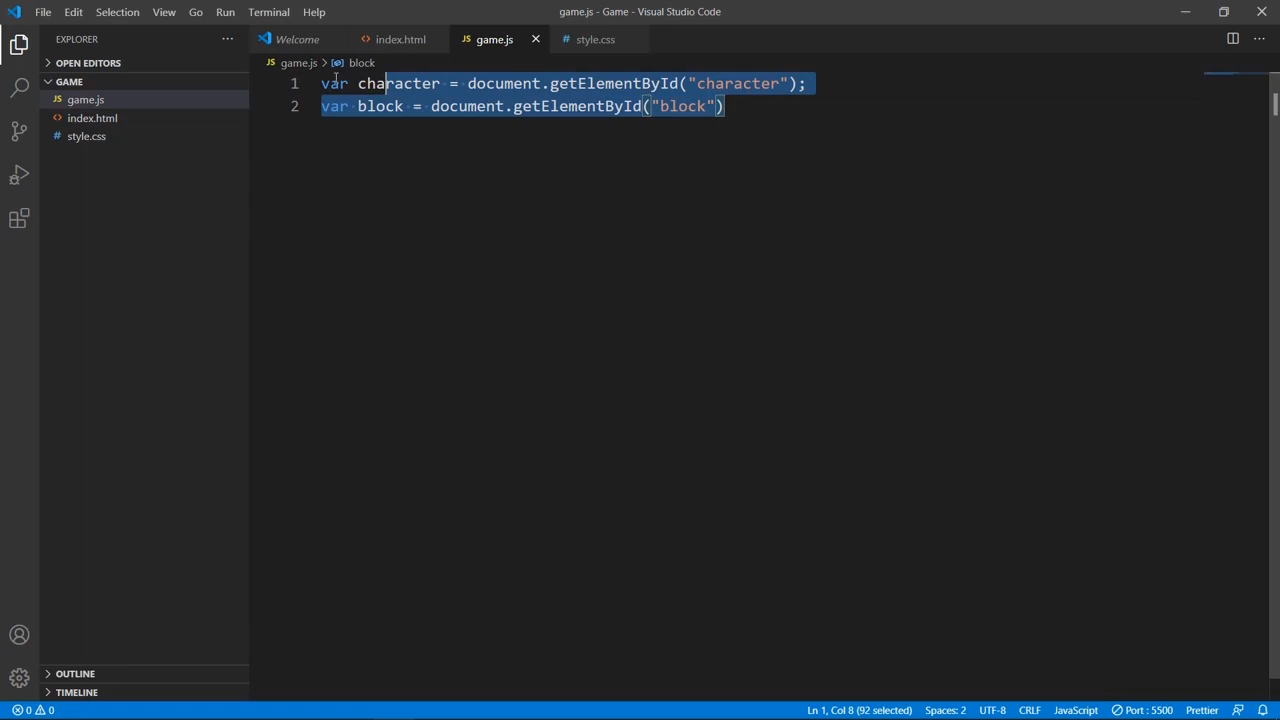 File Edit Selection View Go Run Terminal Help game.js - Game - Visual Studio Code
EXPLORER
Welcome index.html JS game.js # style.css
OPEN EDITORS
JS game.js > block
GAME
JS game.js
index.html
# style.css
1 var character = document.getElementById("character");
2 var block = document.getElementById("block")
OUTLINE
TIMELINE
0 0 Ln 1, Col 8 (92 selected) Spaces: 2 UTF-8 CRLF JavaScript Port : 5500 Prettier